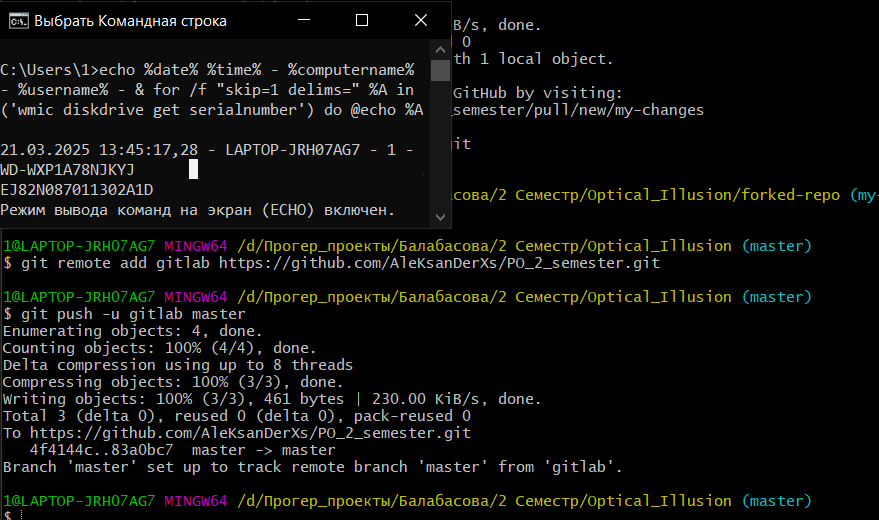 Выбрать Командная строка
C:\Users\1>echo %date% %time% - %computername%
- %username% - & for /f "skip=1 delims=" %A in
('wmic diskdrive get serialnumber') do @echo %A
21.03.2025 13:45:17,28 - LAPTOP-JRH07AG7 - 1 -
WD-WXP1A78NJKYJ
EJ82N087011302A1D
Режим вывода команд на экран (ECHO) включен.
iB/s, done.
0
th 1 local object.
GitHub by visiting:
semester/pull/new/my-changes
it
басова/2 Семестр/Optical_Illusion/forked-repo (my-
1@LAPTOP-JRH07AG7 MINGW64 /d/Прогер_проекты/Балабасова/2 Семестр/Optical_Illusion (master)
$ git remote add gitlab https://github.com/AleKsanDerXs/PO_2_semester.git
1@LAPTOP-JRH07AG7 MINGW64 /d/Прогер_проекты/Балабасова/2 Семестр/Optical_Illusion (master)
$ git push -u gitlab master
Enumerating objects: 4, done.
Counting objects: 100% (4/4), done.
Delta compression using up to 8 threads
Compressing objects: 100% (3/3), done.
Writing objects: 100% (3/3), 461 bytes | 230.00 KiB/s, done.
Total 3 (delta 0), reused 0 (delta 0), pack-reused 0
To https://github.com/AleKsanDerXs/PO_2_semester.git
   4f4144c..83a0bc7  master -> master
Branch 'master' set up to track remote branch 'master' from 'gitlab'.
1@LAPTOP-JRH07AG7 MINGW64 /d/Прогер_проекты/Балабасова/2 Семестр/Optical_Illusion (master)
$